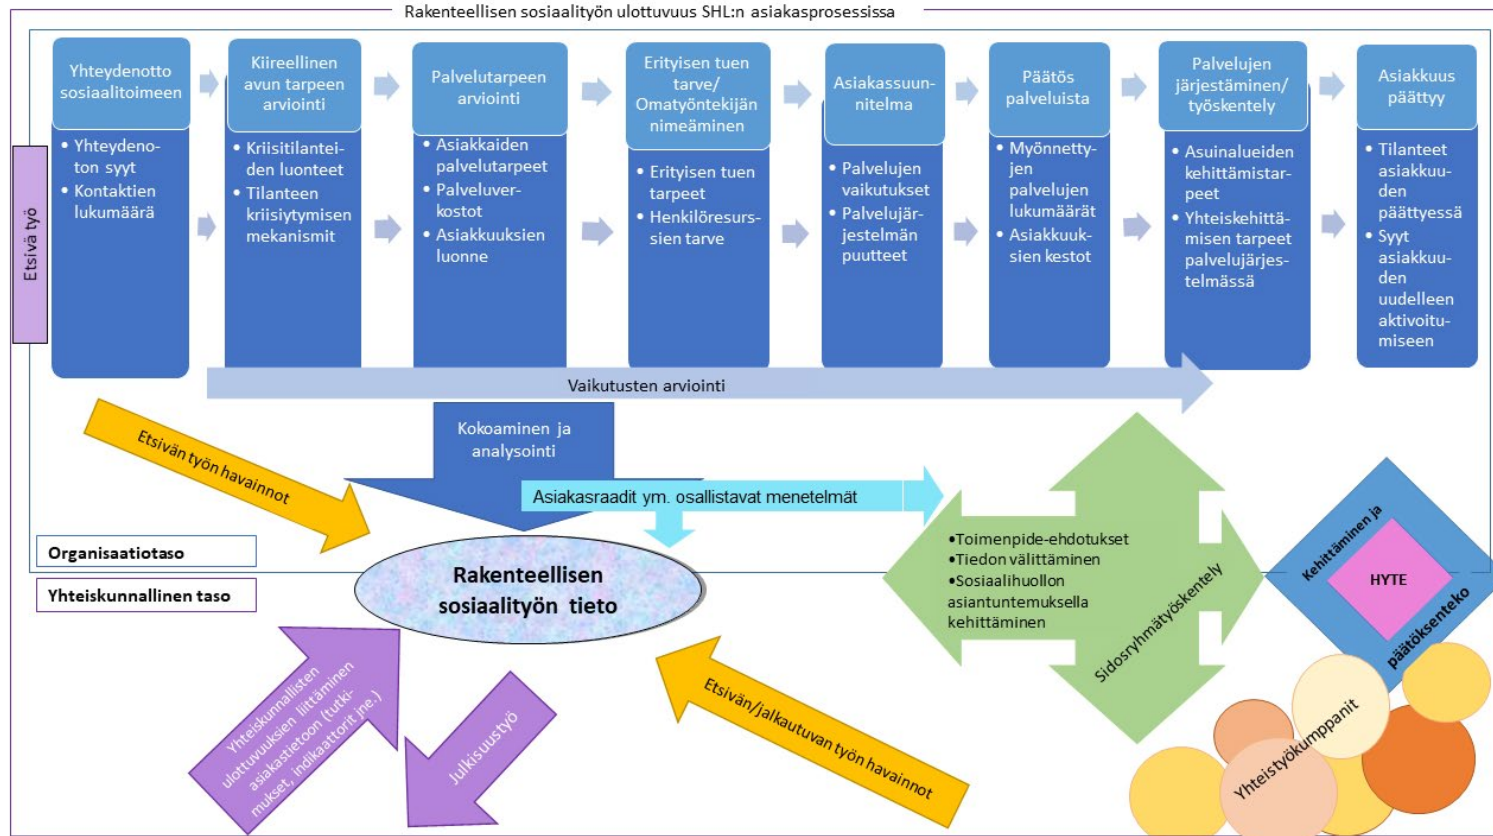 Rakenteellisen sosiaalityön ulottuvuus SHL:n asiakasprosessissa
Yhteydenotto
sosiaalitoimeen
• Yhteydeno-
ton syyt
• Kontaktien
lukumäärä
Kiireellinen
avun tarpeen
arviointi
• Kriisitilantei-
den luonteet
• Tilanteen
kriisiytymisen
mekanismit
Palvelutarpeen
arviointi
• Asiakkaiden
palvelutarpeet
• Palveluver-
kostot
• Asiakkuuksien
luonne
Erityisen tuen
tarve/
Omatyöntekijän
nimeäminen
• Erityisen tuen
tarpeet
• Henkilöresurs-
sien tarve
Asiakassuun-
nitelma
• Palvelujen
vaikutukset
• Palvelujär-
jestelmän
puutteet
Päätös
palveluista
• Myönnetty-
jen
palvelujen
lukumäärät
• Asiakkuuk-
sien kestot
Palvelujen
järjestäminen/
työskentely
• Asuinalueiden
kehittämistar-
peet
• Yhteiskehittä-
misen tarpeet
palvelujärjes-
telmässä
Asiakkuus
päättyy
• Tilanteet
asiakkuu-
den
päättyessä
• Syyt
asiakkuu-
den
uudelleen
aktivoitu-
miseen
Etsivä työ
Vaikutusten arviointi
Kokoaminen ja
analysointi
Etsivän työn havainnot
Asiakasraadit ym. osallistavat menetelmät
Organisaatiotaso
Yhteiskunnallinen taso
Rakenteellisen
sosiaalityön tieto
•Toimenpide-ehdotukset
•Tiedon välittäminen
•Sosiaalihuollon
asiantuntemuksella
kehittäminen
Sidosryhmätyöskentely
Kehittäminen ja
HYTE
päätöksenteko
Yhteiskunnallisten
ulottuvuuksien liittäminen
asiakastietoon (tutki-
mukset, indikaattorit jne.)
Julkisuustyö
Etsivän/jalkautuvan työn havainnot
Yhteistyökumppanit